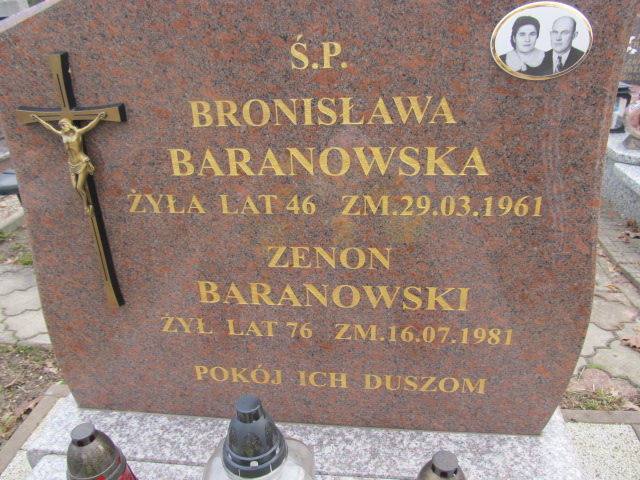 Ś.P.
BRONISŁAWA
BARANOWSKA
ŻYŁA LAT 46 ZM.29.03.1961
ZENON
BARANOWSKI
ŻYŁ LAT 76 ZM.16.07.1981
POKÓJ ICH DUSZOM